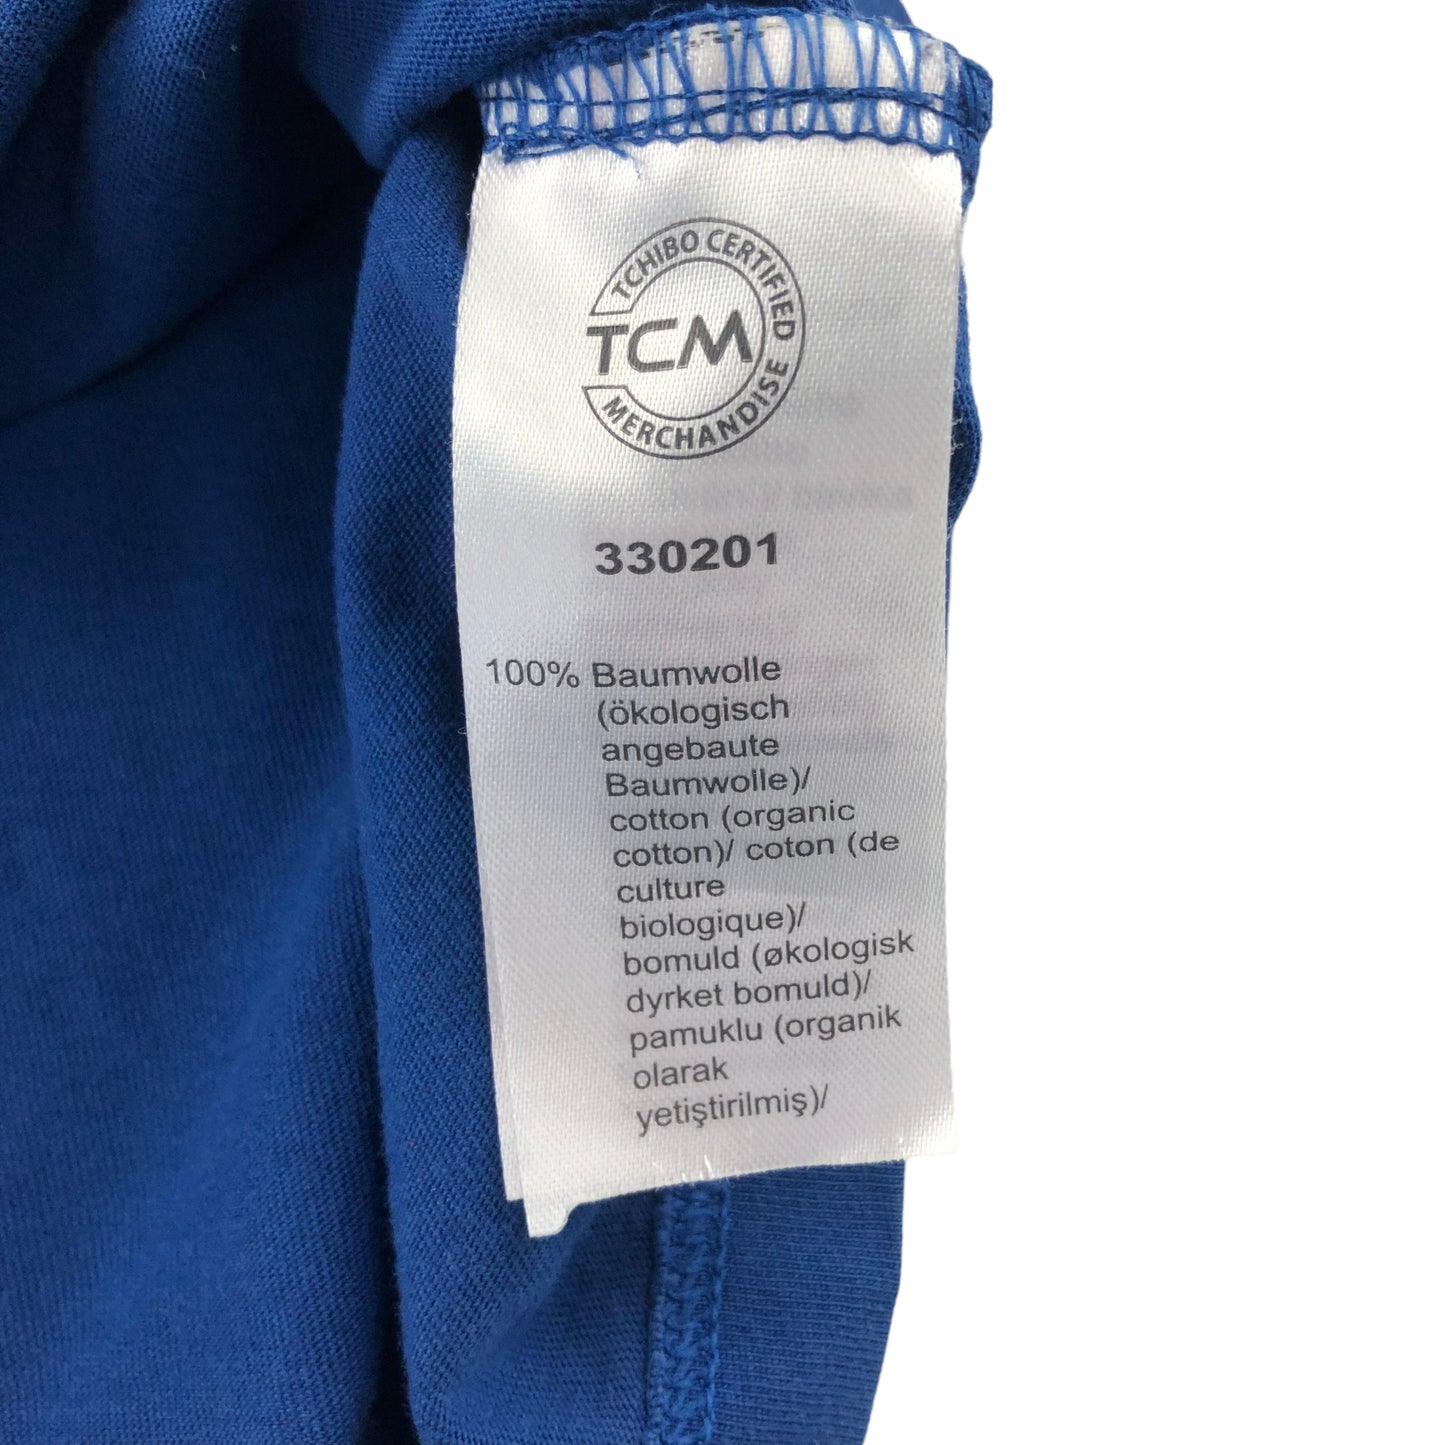 TCHIBO CERTIFIED
TCM
MERCHANDISE
330201
100% Baumwolle
(ökologisch
angebaute
Baumwolle)/
cotton (organic
cotton)/ coton (de
culture
biologique)/
bomuld (økologisk
dyrket bomuld)/
pamuklu (organik
olarak
yetiştirilmiş)/